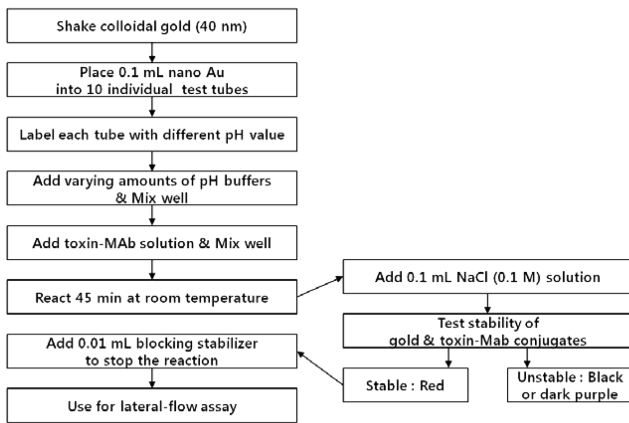 Shake colloidal gold (40 nm)
Place 0.1 mL nano Au
into 10 individual test tubes
Label each tube with different pH value
Add varying amounts of pH buffers
& Mix well
Add toxin-MAb solution & Mix well
React 45 min at room temperature
Add 0.1 mL NaCl (0.1 M) solution
Test stability of
gold & toxin-Mab conjugates
Stable : Red
Unstable : Black
or dark purple
Add 0.01 mL blocking stabilizer
to stop the reaction
Use for lateral-flow assay